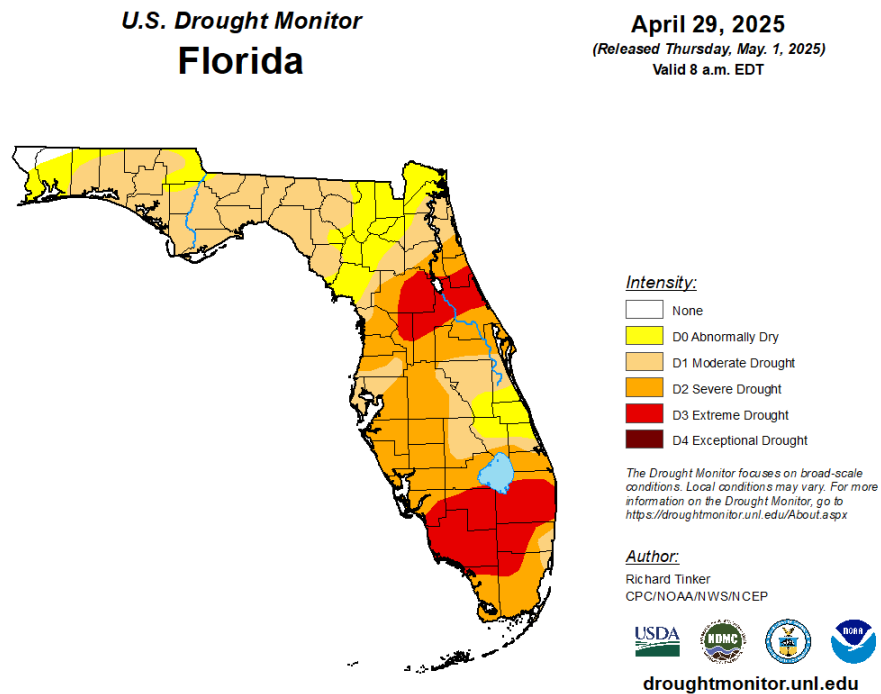 U.S. Drought Monitor
Florida
April 29, 2025
(Released Thursday, May. 1, 2025)
Valid 8 a.m. EDT
Intensity:
None
D0 Abnormally Dry
D1 Moderate Drought
D2 Severe Drought
D3 Extreme Drought
D4 Exceptional Drought
The Drought Monitor focuses on broad-scale
conditions. Local conditions may vary. For more
information on the Drought Monitor, go to
https://droughtmonitor.unl.edu/About.aspx
Author:
Richard Tinker
CPC/NOAA/NWS/NCEP
USDA
NDMC
NOAA
droughtmonitor.unl.edu